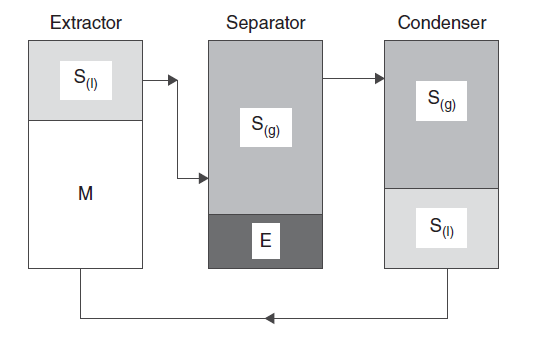 Extractor
Separator
Condenser
S(l)
M
S(g)
E
S(g)
S(l)